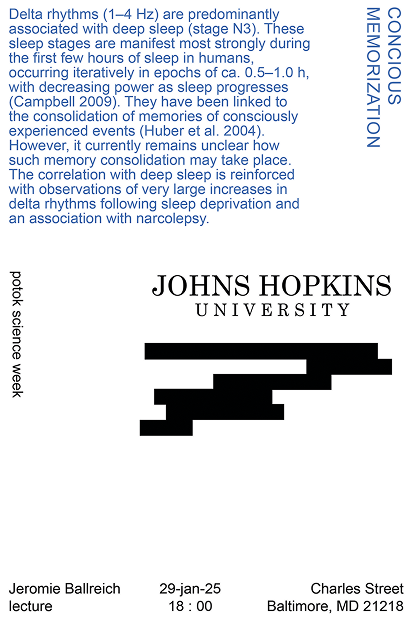 Delta rhythms (1–4 Hz) are predominantly
associated with deep sleep (stage N3). These
sleep stages are manifest most strongly during
the first few hours of sleep in humans,
occurring iteratively in epochs of ca. 0.5–1.0 h,
with decreasing power as sleep progresses
(Campbell 2009). They have been linked to
the consolidation of memories of consciously
experienced events (Huber et al. 2004).
However, it currently remains unclear how
such memory consolidation may take place.
The correlation with deep sleep is reinforced
with observations of very large increases in
delta rhythms following sleep deprivation and
an association with narcolepsy.
CONCIOUS
MEMORIZATION
potok science week
JOHNS HOPKINS
UNIVERSITY
Jeromie Ballreich
lecture
29-jan-25
18 : 00
Charles Street
Baltimore, MD 21218